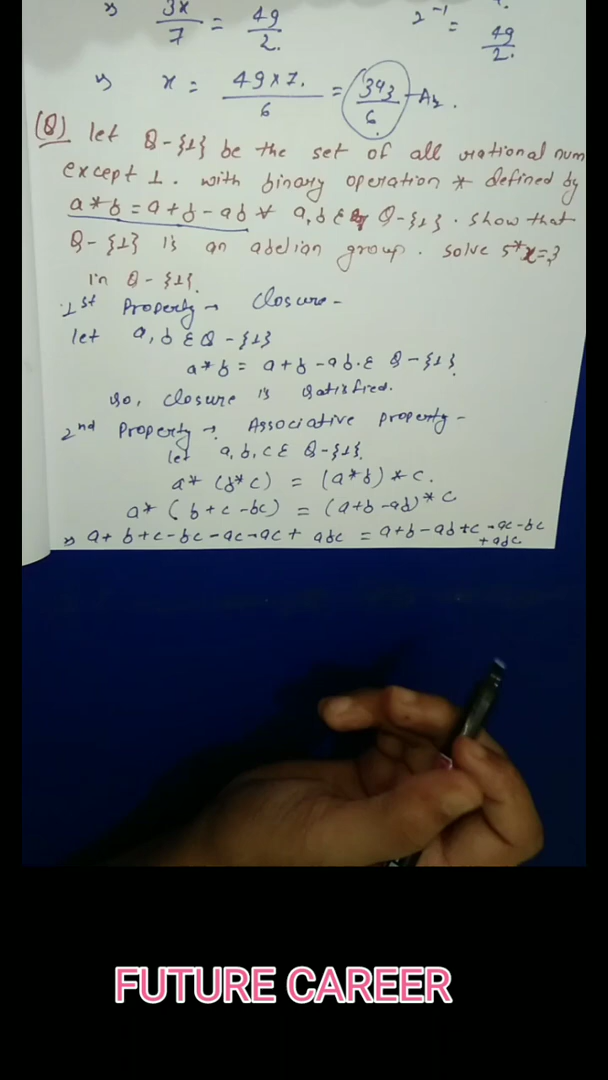 ⇒ 3x/7 = 49/2.
2⁻¹ = 49/2.
⇒ x = 49×7./6 = 343/6. Ans.
(Q) let Q-{1} be the set of all rational num
except 1. with binary operation * defined by
a*b = a+b-ab ∀ a,b ε Q-{1}. Show that
Q-{1} is an abelian group. Solve 5*x=3
in Q-{1}.
1st Property → Closure-
let a,b ε Q-{1}
a*b = a+b-ab. ε Q-{1}.
So, closure is Satisfied.
2nd Property → Associative property-
let a,b,c ε Q-{1}.
a*(b*c) = (a*b)*c.
a*(b+c-bc) = (a+b-ab)*c
⇒ a+b+c-bc-ac-ac+abc = a+b-ab+c-ac-bc
+abc
FUTURE CAREER